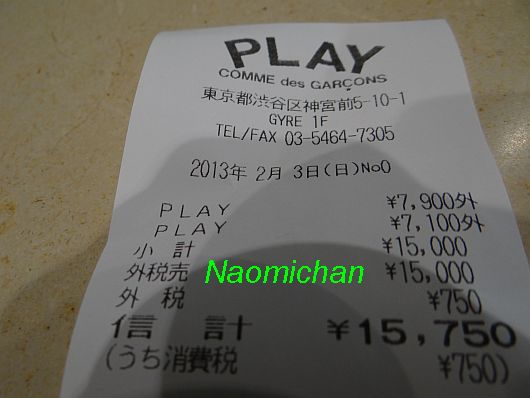 PLAY
COMME des GARÇONS
東京都渋谷区神宮前5-10-1
GYRE 1F
TEL/FAX 03-5464-7305
2013年 2月 3日(日)No0
PLAY ¥7,900外
PLAY ¥7,100外
小計 ¥15,000
外税売 ¥15,000
Naomichan
外税 ¥750
信計 ¥15,750
(うち消費税 ¥750)